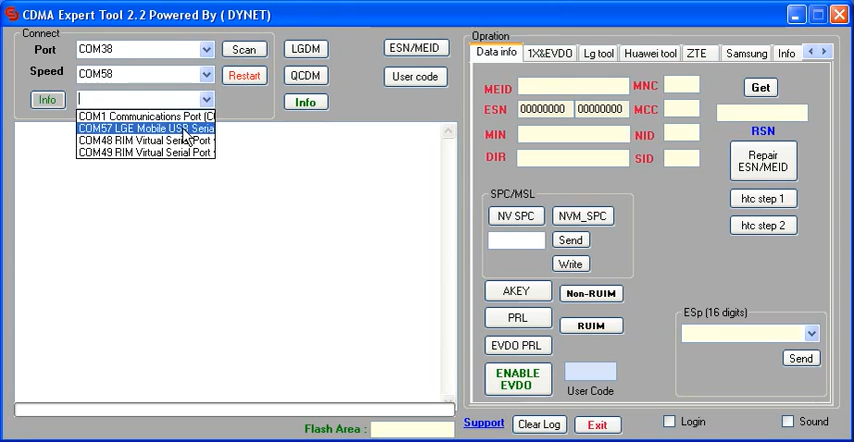 CDMA Expert Tool 2.2 Powered By ( DYNET)
Connect
Port COM38 Scan LGDM ESN/MEID
Speed COM58 Restart QCDM User code
Info Info
COM1 Communications Port (C
COM57 LGE Mobile USB Seria
COM48 RIM Virtual Serial Port
COM49 RIM Virtual Serial Port
Flash Area :
Opration
Data info 1X&EVDO Lg tool Huawei tool ZTE Samsung Info
MEID MNC Get
ESN 00000000 00000000 MCC
MIN NID RSN
DIR SID Repair ESN/MEID
htc step 1
htc step 2
SPC/MSL
NV SPC NVM_SPC
Send
Write
AKEY Non-RUIM
PRL RUIM
EVDO PRL
ENABLE EVDO User Code
ESp (16 digits)
Send
Support Clear Log Exit Login Sound